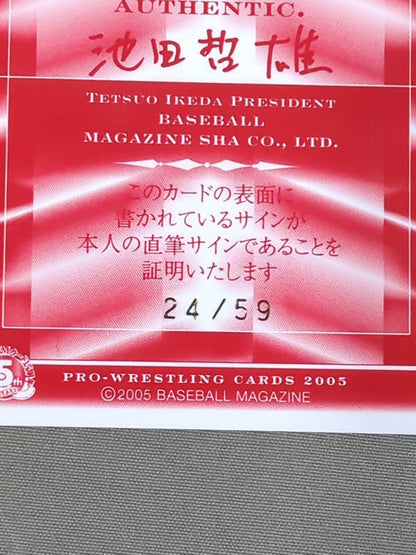 AUTHENTIC.
池田哲雄
TETSUO IKEDA PRESIDENT
BASEBALL
MAGAZINE SHA CO., LTD.
このカードの表面に
書かれているサインが
本人の直筆サインであることを
証明いたします
24/59
PRO-WRESTLING CARDS 2005
©2005 BASEBALL MAGAZINE